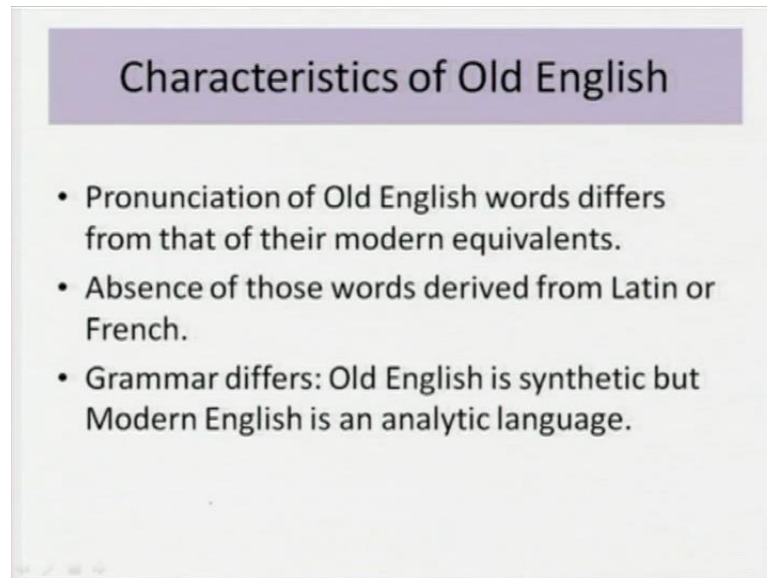 Characteristics of Old English
• Pronunciation of Old English words differs
from that of their modern equivalents.
• Absence of those words derived from Latin or
French.
• Grammar differs: Old English is synthetic but
Modern English is an analytic language.